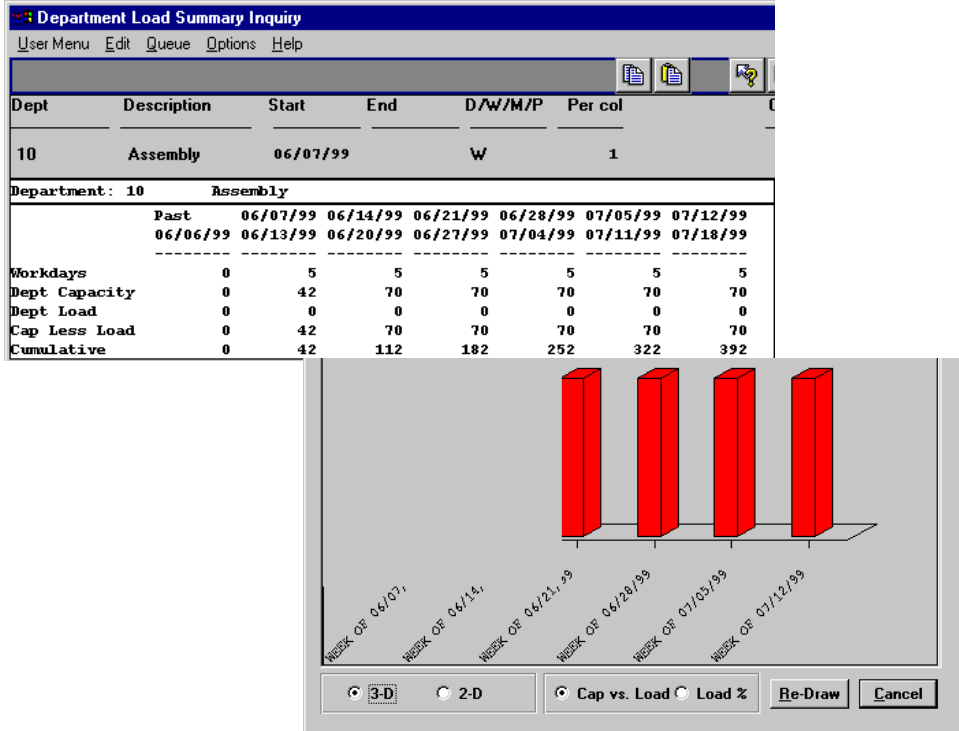 Department Load Summary Inquiry
User Menu Edit Queue Options Help
Dept Description Start End D/W/M/P Per col
10 Assembly 06/07/99 W 1
Department: 10 Assembly
Past 06/07/99 06/14/99 06/21/99 06/28/99 07/05/99 07/12/99
06/06/99 06/13/99 06/20/99 06/27/99 07/04/99 07/11/99 07/18/99
-------- -------- -------- -------- -------- -------- --------
Workdays 0 5 5 5 5 5 5
Dept Capacity 0 42 70 70 70 70 70
Dept Load 0 0 0 0 0 0 0
Cap Less Load 0 42 70 70 70 70 70
Cumulative 0 42 112 182 252 322 392
WEEK OF 06/07,
WEEK OF 06/14,
WEEK OF 06/21,99
WEEK OF 06/28/99
WEEK OF 07/05/99
WEEK OF 07/12/99
3-D 2-D Cap vs. Load Load % Re-Draw Cancel